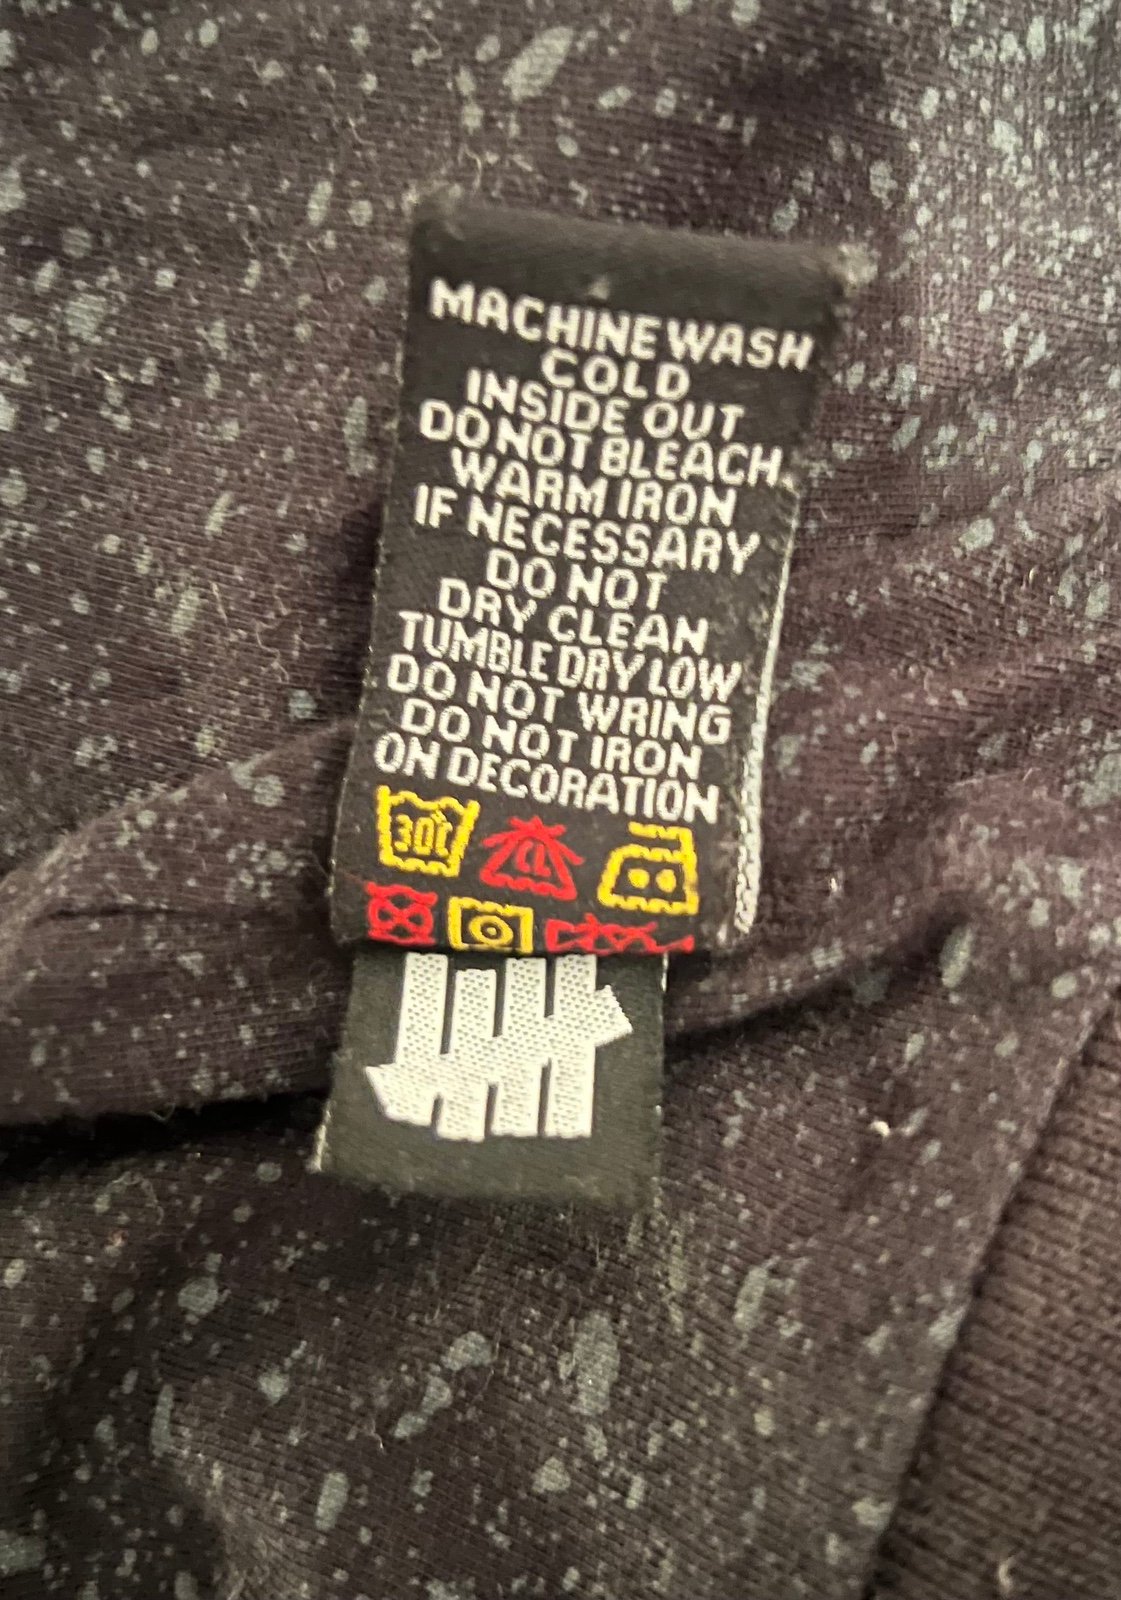 MACHINE WASH
COLD
INSIDE OUT
DO NOT BLEACH
WARM IRON
IF NECESSARY
DO NOT
DRY CLEAN
TUMBLE DRY LOW
DO NOT WRING
DO NOT IRON
ON DECORATION
30C CL